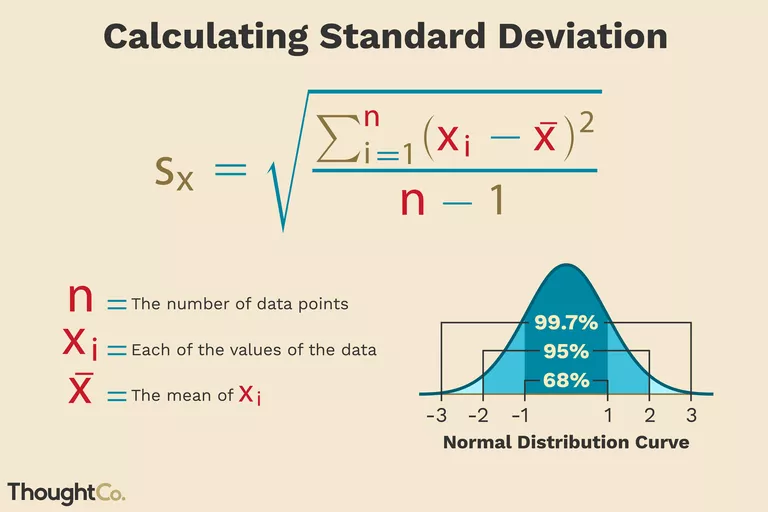 Calculating Standard Deviation
sₓ = √(∑ⁿᵢ₌₁(xᵢ − x̄)² / (n − 1))
n = The number of data points
xᵢ = Each of the values of the data
x̄ = The mean of xᵢ
99.7%
95%
68%
-3 -2 -1 1 2 3
Normal Distribution Curve
ThoughtCo.